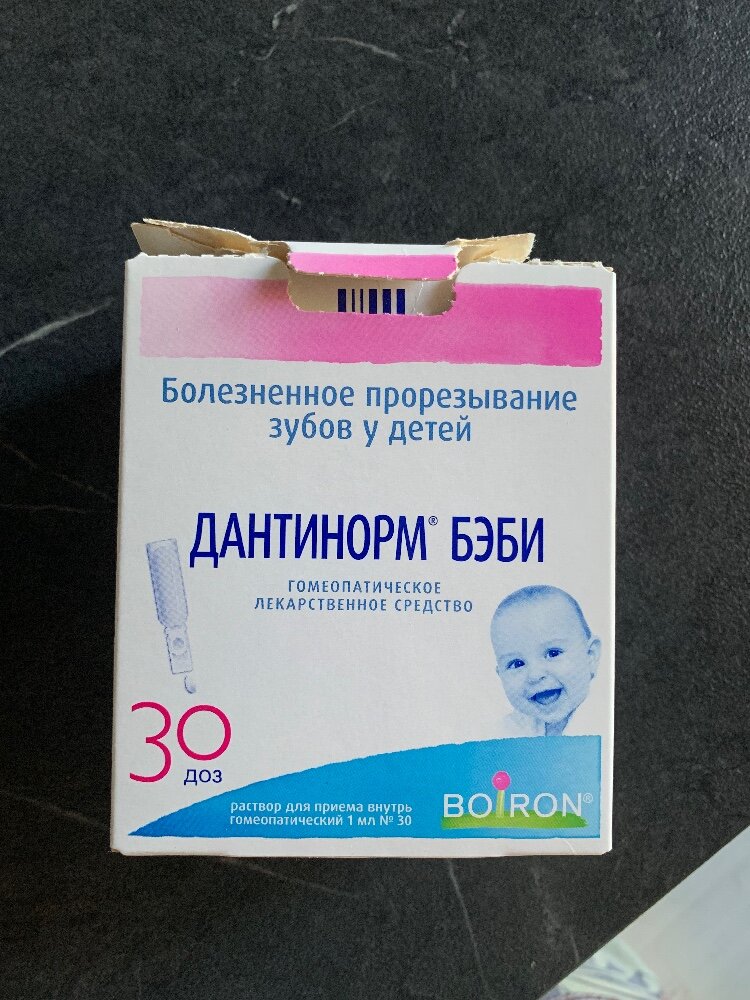 Болезненное прорезывание
зубов у детей
ДАНТИНОРМ® БЭБИ
ГОМЕОПАТИЧЕСКОЕ
ЛЕКАРСТВЕННОЕ СРЕДСТВО
30
ДОЗ
раствор для приема внутрь
гомеопатический 1 мл № 30
BOIRON®